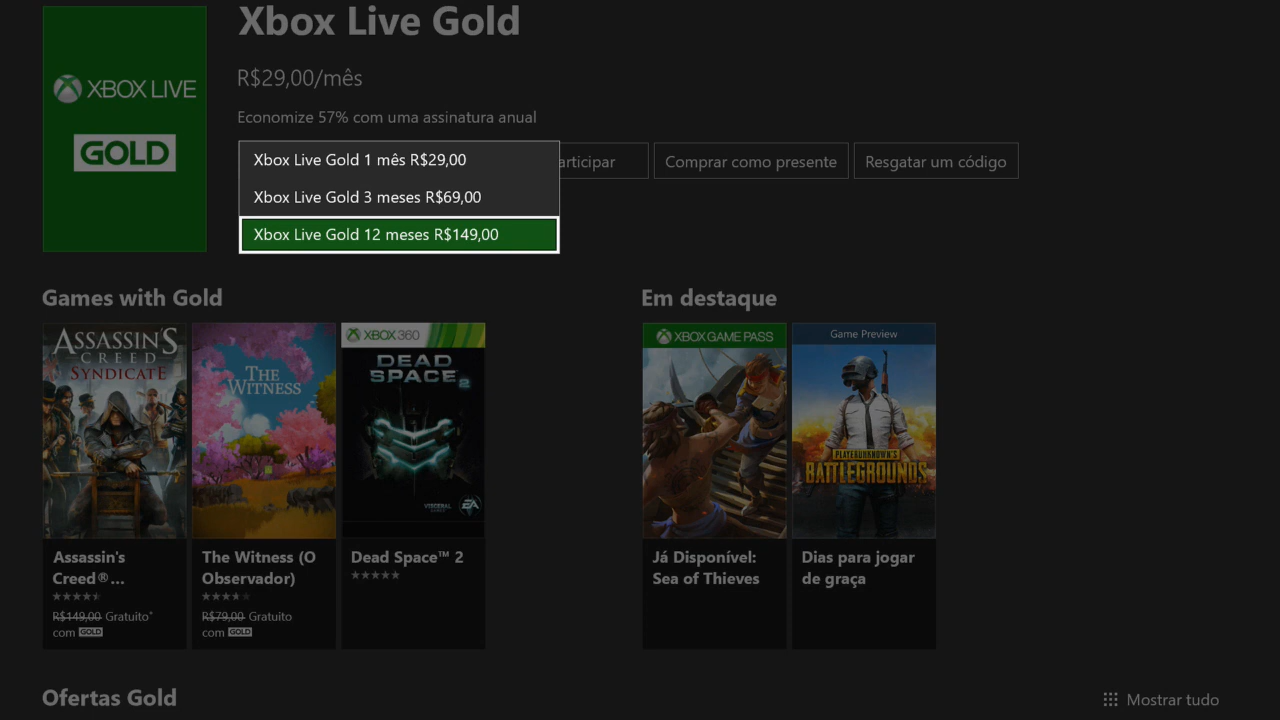 Xbox Live Gold
XBOX LIVE
GOLD
R$29,00/mês
Economize 57% com uma assinatura anual
Xbox Live Gold 1 mês R$29,00
Xbox Live Gold 3 meses R$69,00
Xbox Live Gold 12 meses R$149,00
articipar
Comprar como presente
Resgatar um código
Games with Gold
Em destaque
ASSASSIN'S
CREED
SYNDICATE
THE
WITNESS
XBOX 360
DEAD
SPACE 2
VISCERAL
GAMES
EA
XBOX GAME PASS
Game Preview
PLAYERUNKNOWN'S
BATTLEGROUNDS
Assassin's
Creed®...
R$149,00 Gratuito*
com GOLD
The Witness (O
Observador)
R$79,00 Gratuito
com GOLD
Dead Space™ 2
Já Disponível:
Sea of Thieves
Dias para jogar
de graça
Ofertas Gold
Mostrar tudo